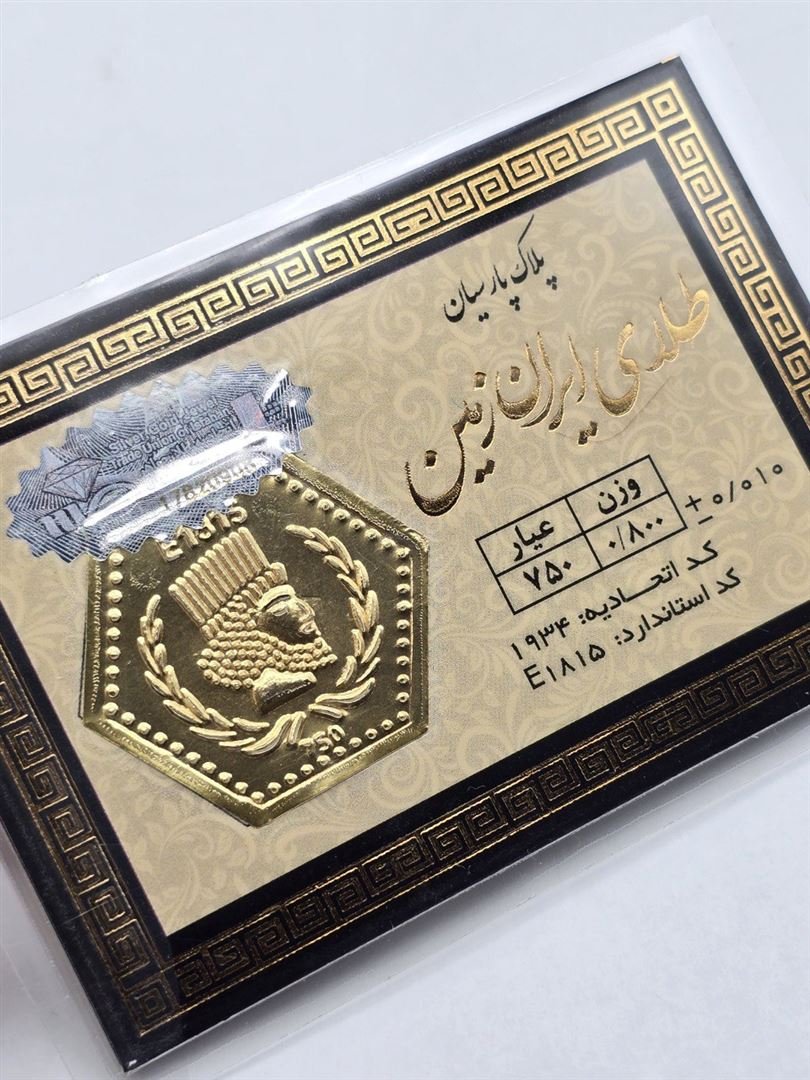 پلاک پارسیان
طلای ایران زمین
وزن عیار
۰/۸۰۰ ۷۵۰
±۰/۰۱۰
کد اتحادیه: ۱۹۳۴
کد استاندارد: E۱۸۱۵
E1815
750